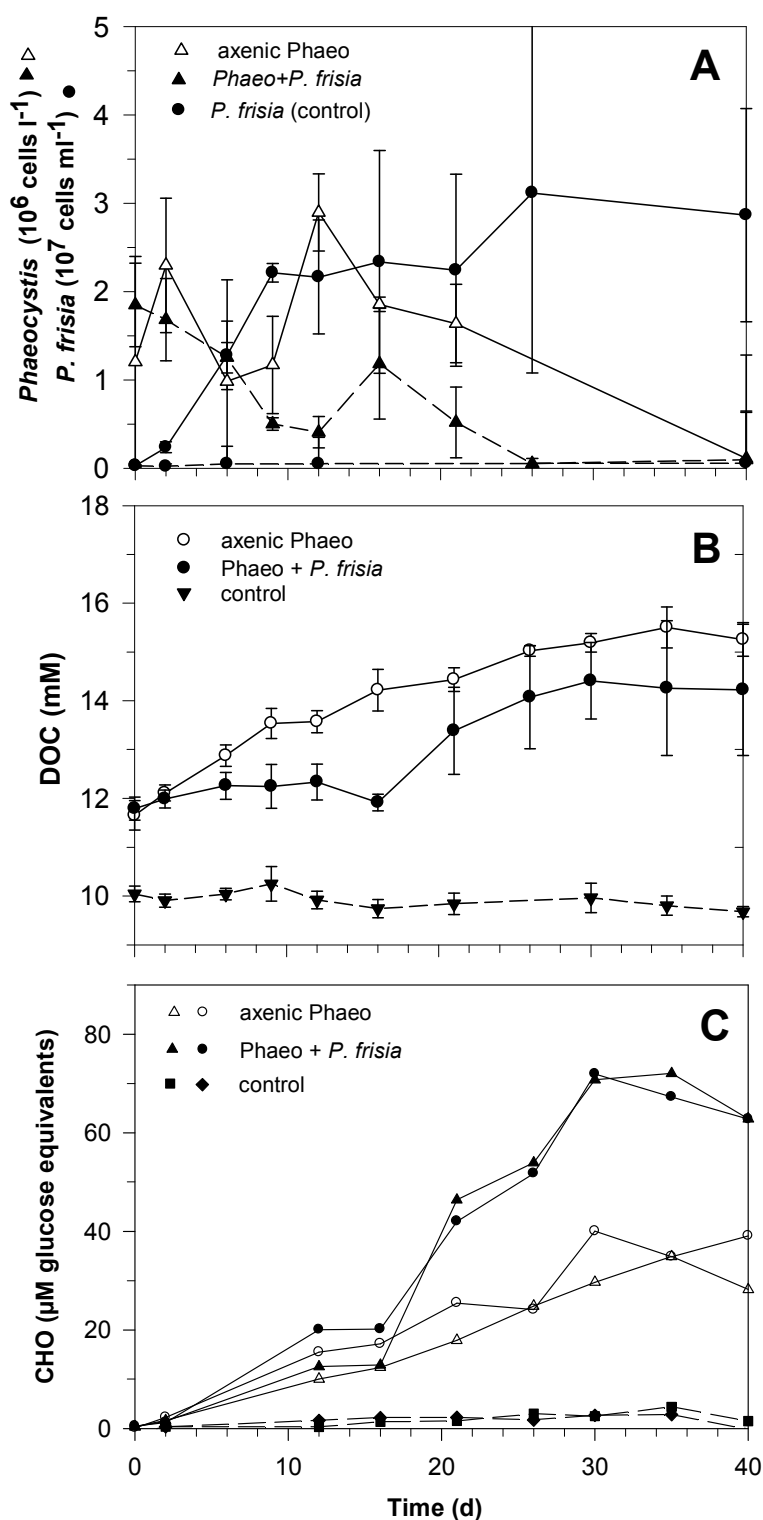 Phaeocystis (10⁶ cells l⁻¹) ▲ △
P. frisia (10⁷ cells ml⁻¹) ●
5
4
3
2
1
0
△ axenic Phaeo
▲ Phaeo+P. frisia
● P. frisia (control)
A
DOC (mM)
18
16
14
12
10
○ axenic Phaeo
● Phaeo + P. frisia
▼ control
B
CHO (µM glucose equivalents)
80
60
40
20
0
△ ○ axenic Phaeo
▲ ● Phaeo + P. frisia
■ ◆ control
C
0 10 20 30 40
Time (d)